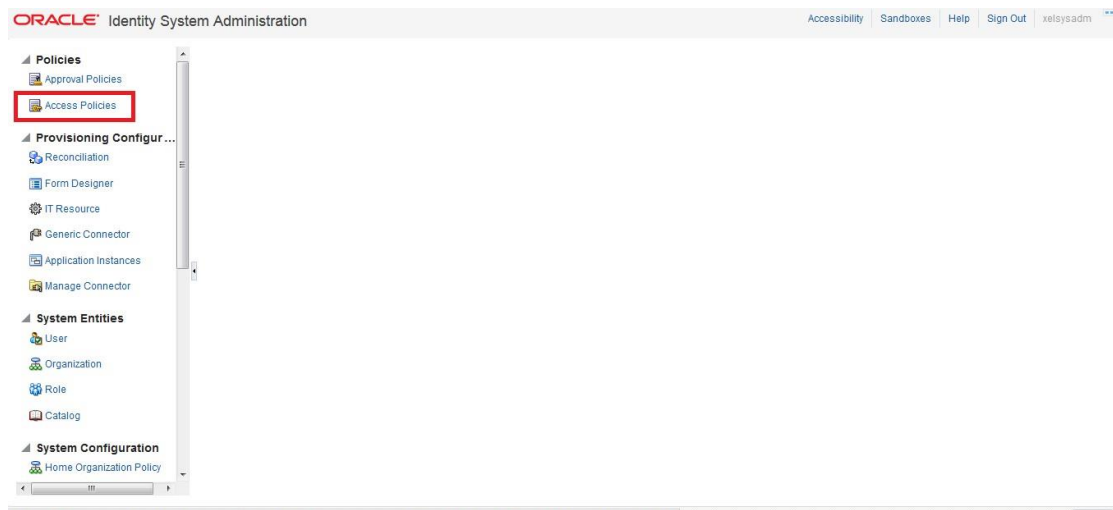 ORACLE Identity System Administration
Accessibility Sandboxes Help Sign Out xelsysadm
Policies
Approval Policies
Access Policies
Provisioning Configur...
Reconciliation
Form Designer
IT Resource
Generic Connector
Application Instances
Manage Connector
System Entities
User
Organization
Role
Catalog
System Configuration
Home Organization Policy